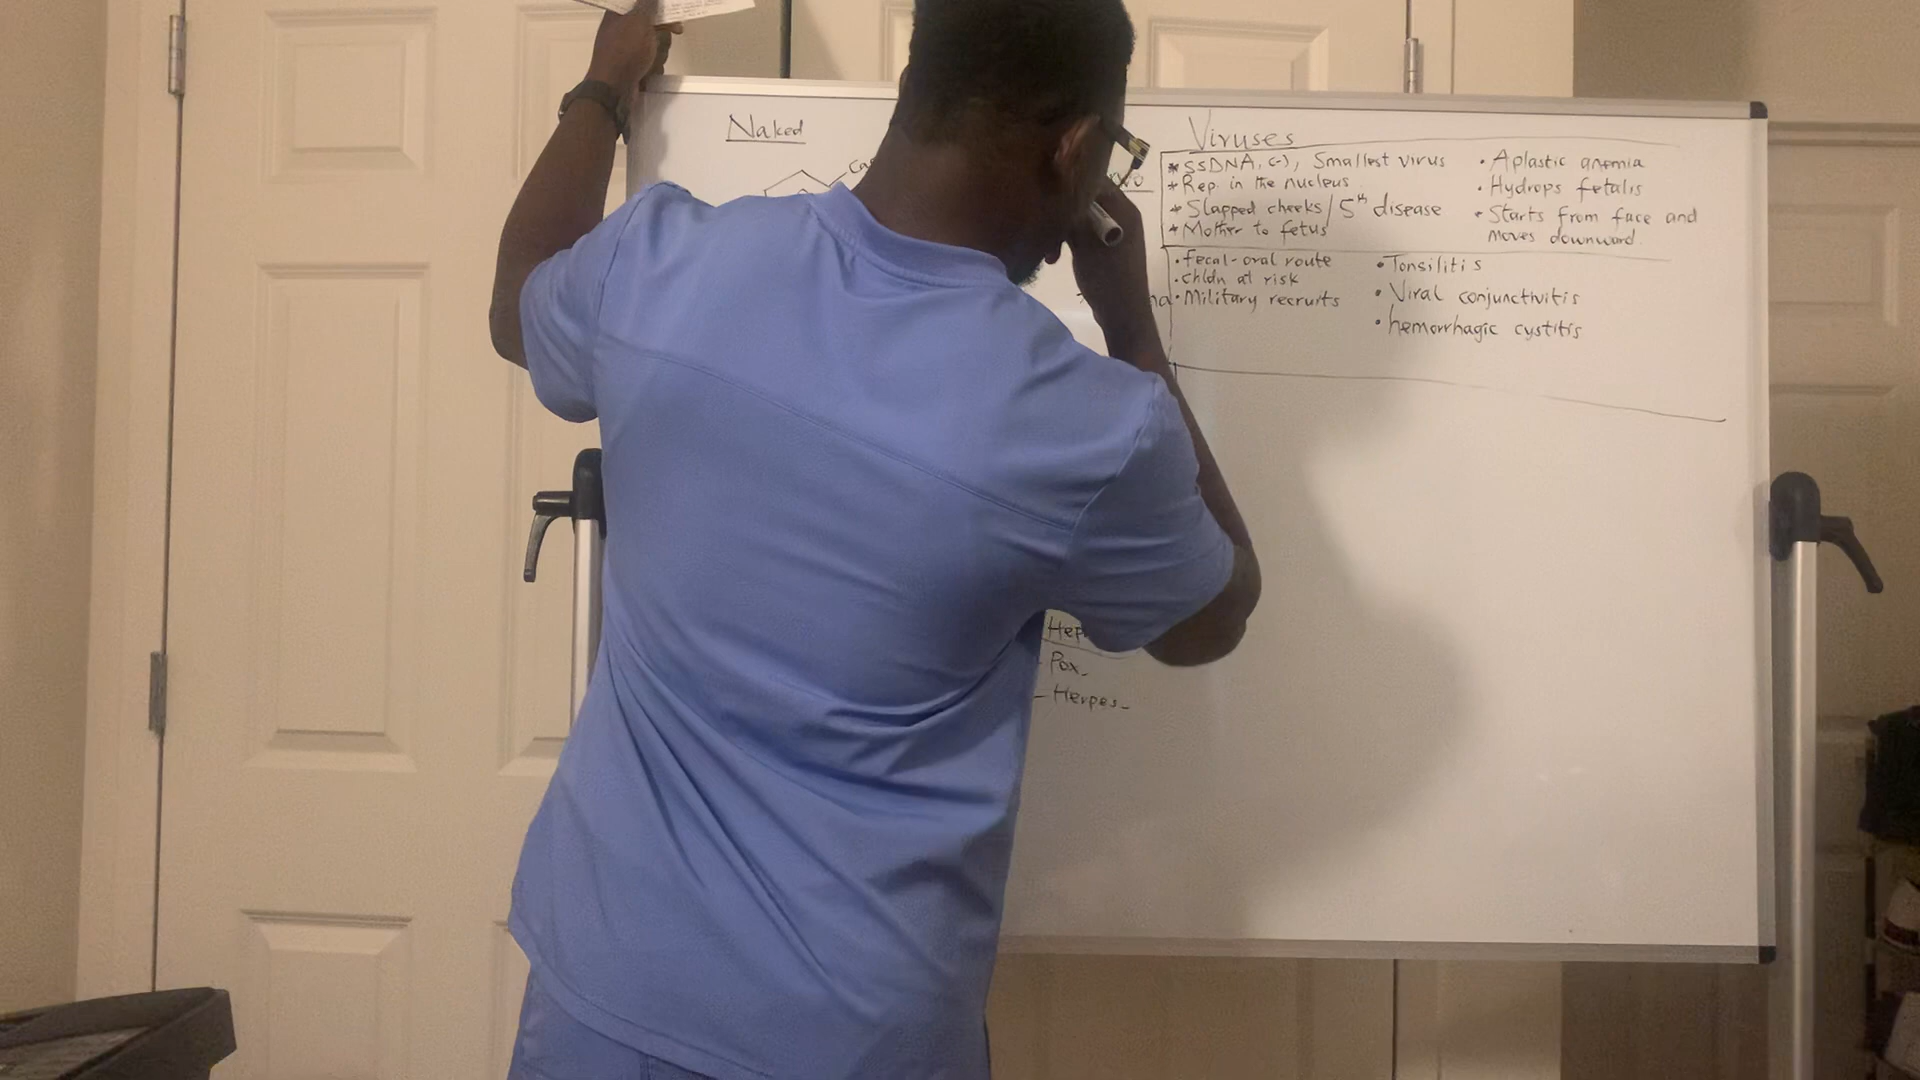 Naked
Viruses
* SSDNA, (-), Smallest virus
* Rep. in the nucleus
* Slapped cheeks / 5th disease
* Mother to fetus
• Aplastic anemia
• Hydrops fetalis
• Starts from face and
moves downward.
• fecal-oral route
• chldn at risk
• Military recruits
• Tonsilitis
• Viral conjunctivitis
• hemorrhagic cystitis
Hep
- Pox-
- Herpes-